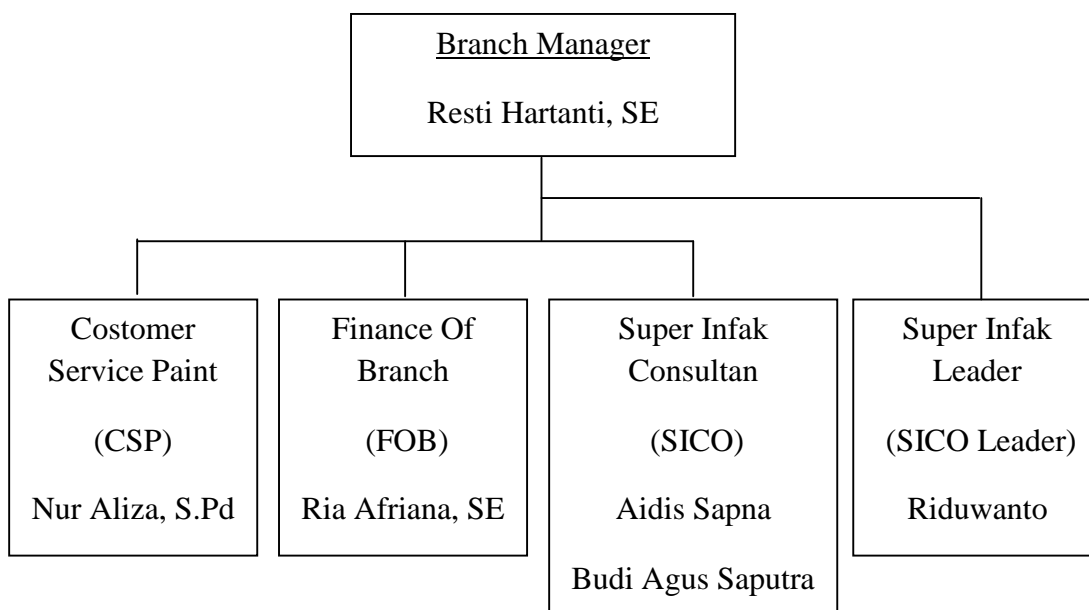 Branch Manager
Resti Hartanti, SE
Costomer
Service Paint
(CSP)
Nur Aliza, S.Pd
Finance Of
Branch
(FOB)
Ria Afriana, SE
Super Infak
Consultan
(SICO)
Aidis Sapna
Budi Agus Saputra
Super Infak
Leader
(SICO Leader)
Riduwanto